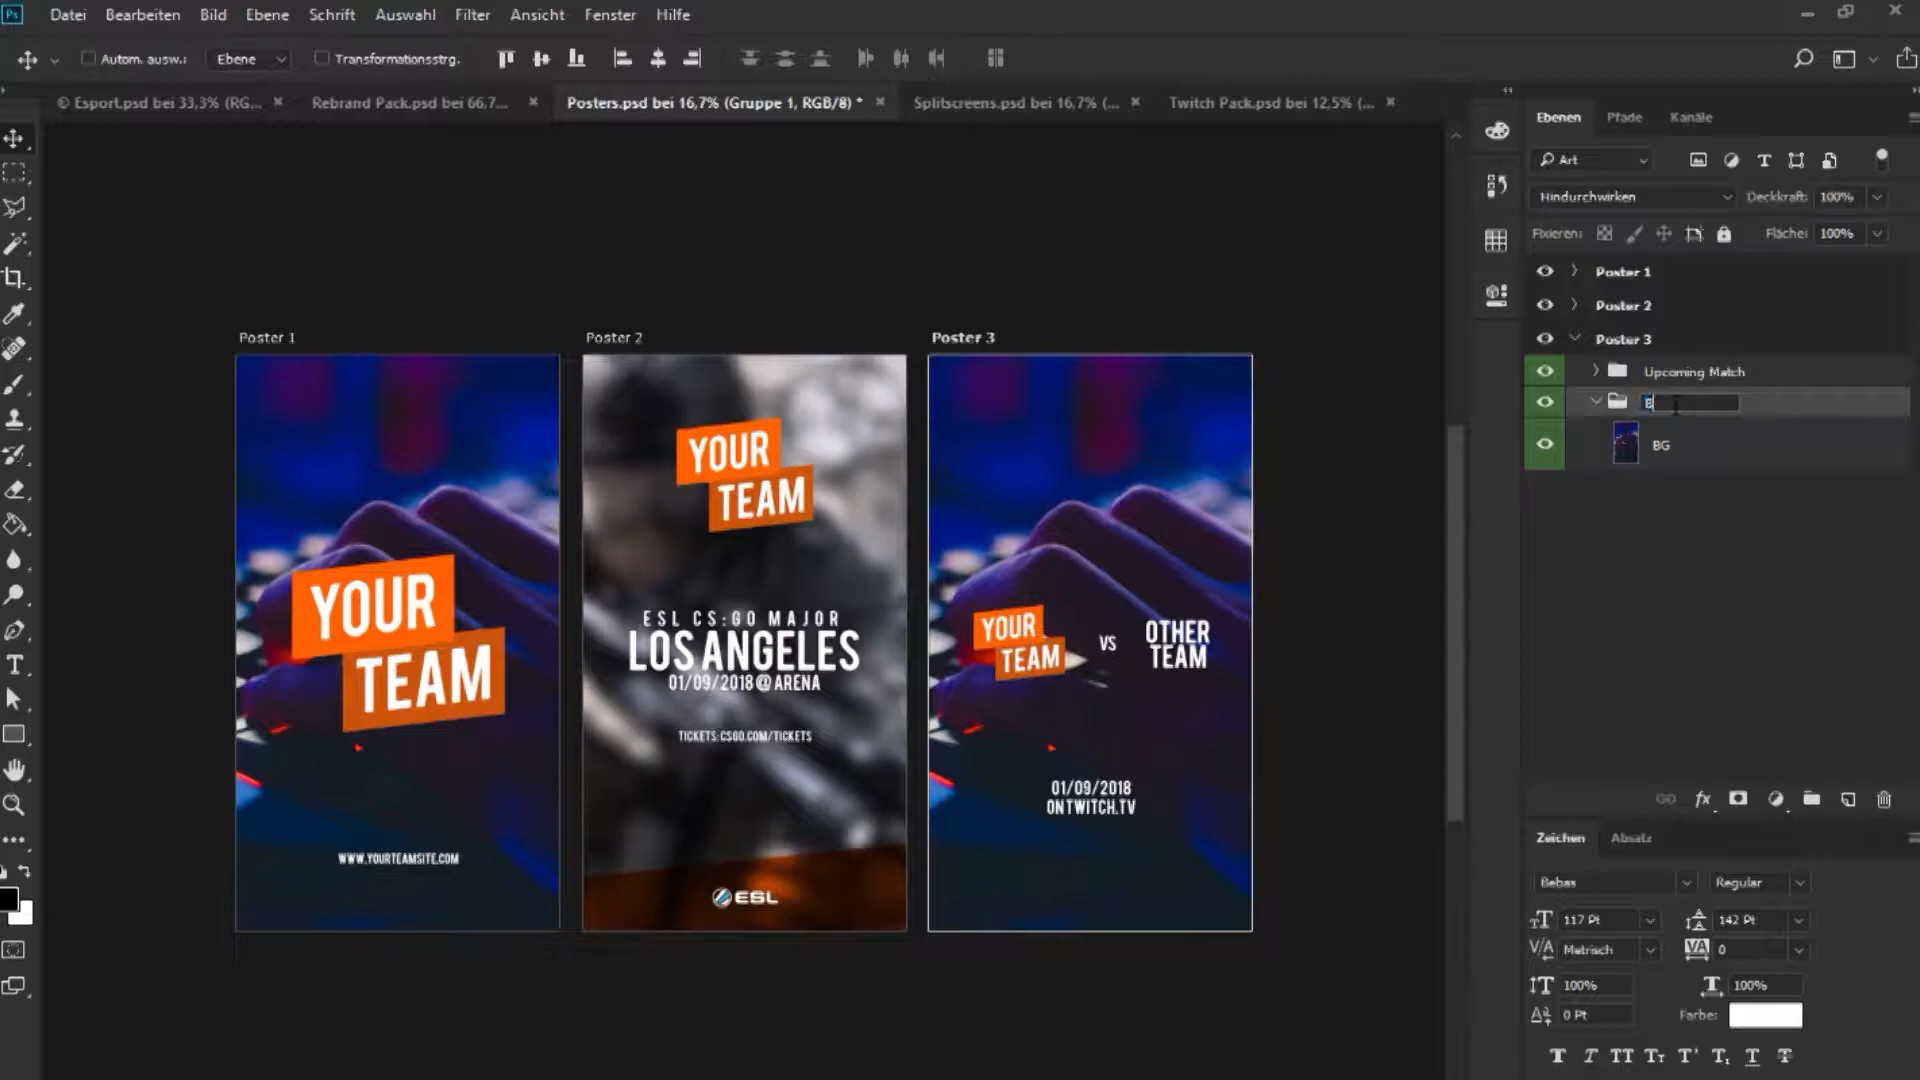 Ps
Datei Bearbeiten Bild Ebene Schrift Auswahl Filter Ansicht Fenster Hilfe
Autom. ausw.: Ebene Transformationsstrg.
© Esport.psd bei 33,3% (RG... Rebrand Pack.psd bei 66,7... Posters.psd bei 16,7% (Gruppe 1, RGB/8) * Splitscreens.psd bei 16,7% (... Twitch Pack.psd bei 12,5% (...
Ebenen Pfade Kanäle
Art
Hindurchwirken Deckkraft: 100%
Fixieren: Fläche: 100%
Poster 1
Poster 2
Poster 3
Upcoming Match
B
BG
Poster 1
YOUR
TEAM
WWW.YOURTEAMSITE.COM
Poster 2
YOUR
TEAM
ESL CS:GO MAJOR
LOS ANGELES
01/09/2018 @ ARENA
TICKETS: CSGO.COM/TICKETS
ESL
Poster 3
YOUR
TEAM
VS
OTHER
TEAM
01/09/2018
ONTWITCH.TV
Zeichen Absatz
Bebas Regular
117 Pt 142 Pt
Metrisch 0
100% 100%
0 Pt Farbe: